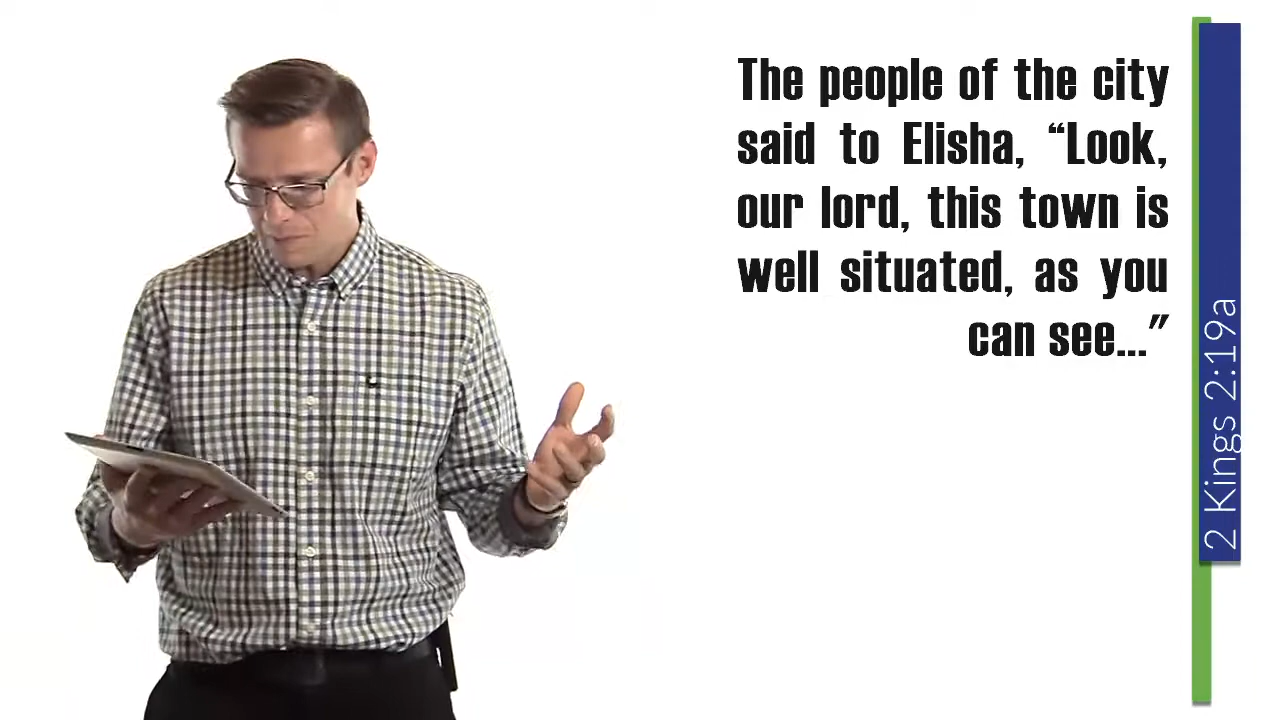 The people of the city
said to Elisha, “Look,
our lord, this town is
well situated, as you
can see...”
2 Kings 2:19a